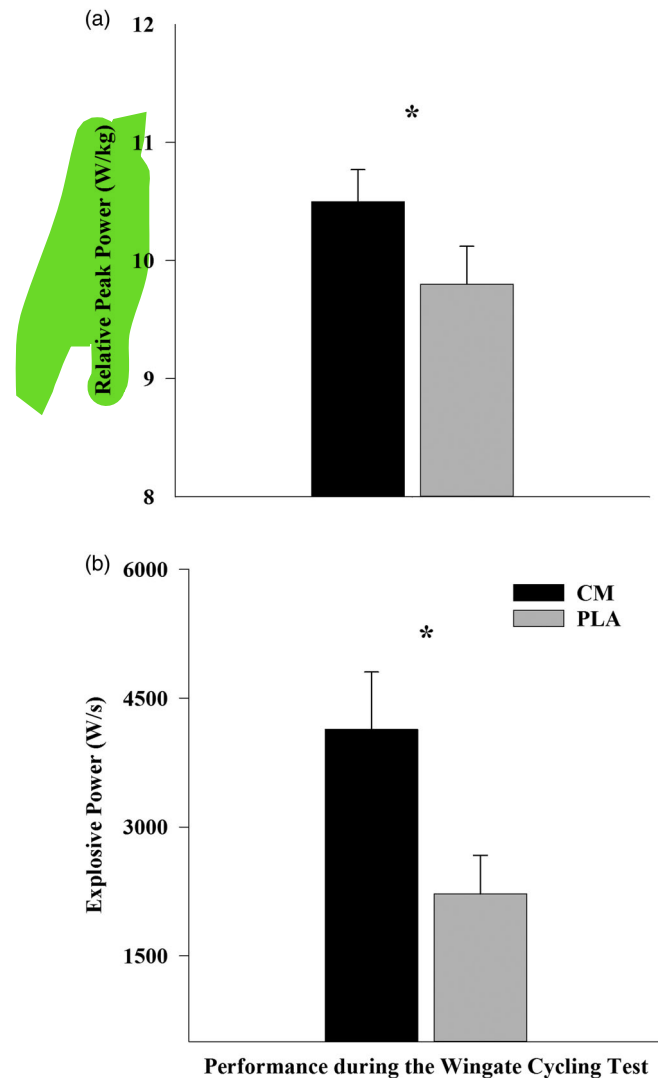 (a)
12
11
10
9
8
Relative Peak Power (W/kg)
*
(b)
6000
4500
3000
1500
Explosive Power (W/s)
CM
PLA
*
Performance during the Wingate Cycling Test